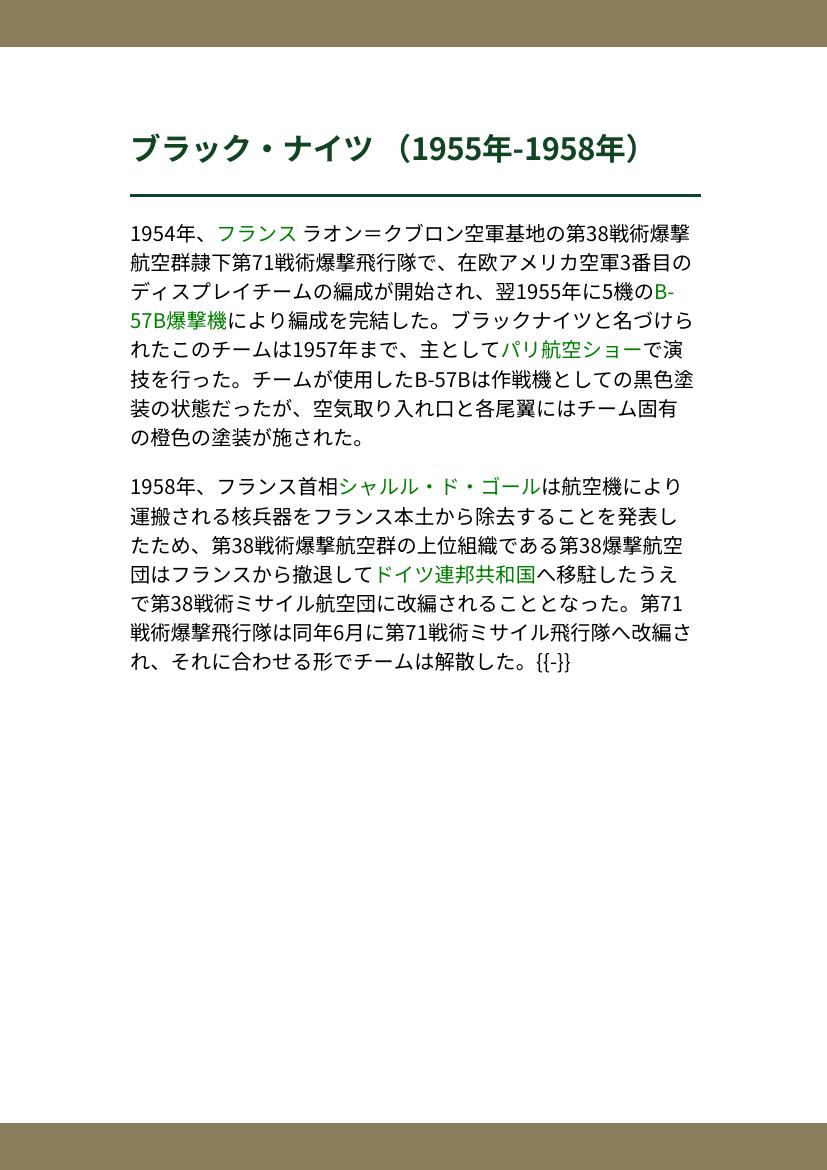 ブラック・ナイツ （1955年-1958年）
1954年、フランス ラオン＝クブロン空軍基地の第38戦術爆撃
航空群隷下第71戦術爆撃飛行隊で、在欧アメリカ空軍3番目の
ディスプレイチームの編成が開始され、翌1955年に5機のB-
57B爆撃機により編成を完結した。ブラックナイツと名づけら
れたこのチームは1957年まで、主としてパリ航空ショーで演
技を行った。チームが使用したB-57Bは作戦機としての黒色塗
装の状態だったが、空気取り入れ口と各尾翼にはチーム固有
の橙色の塗装が施された。
1958年、フランス首相シャルル・ド・ゴールは航空機により
運搬される核兵器をフランス本土から除去することを発表し
たため、第38戦術爆撃航空群の上位組織である第38爆撃航空
団はフランスから撤退してドイツ連邦共和国へ移駐したうえ
で第38戦術ミサイル航空団に改編されることとなった。第71
戦術爆撃飛行隊は同年6月に第71戦術ミサイル飛行隊へ改編さ
れ、それに合わせる形でチームは解散した。{{-}}